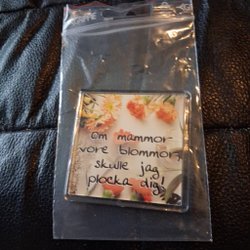 Om mammor
vore blommor,
skulle jag
plocka dig!